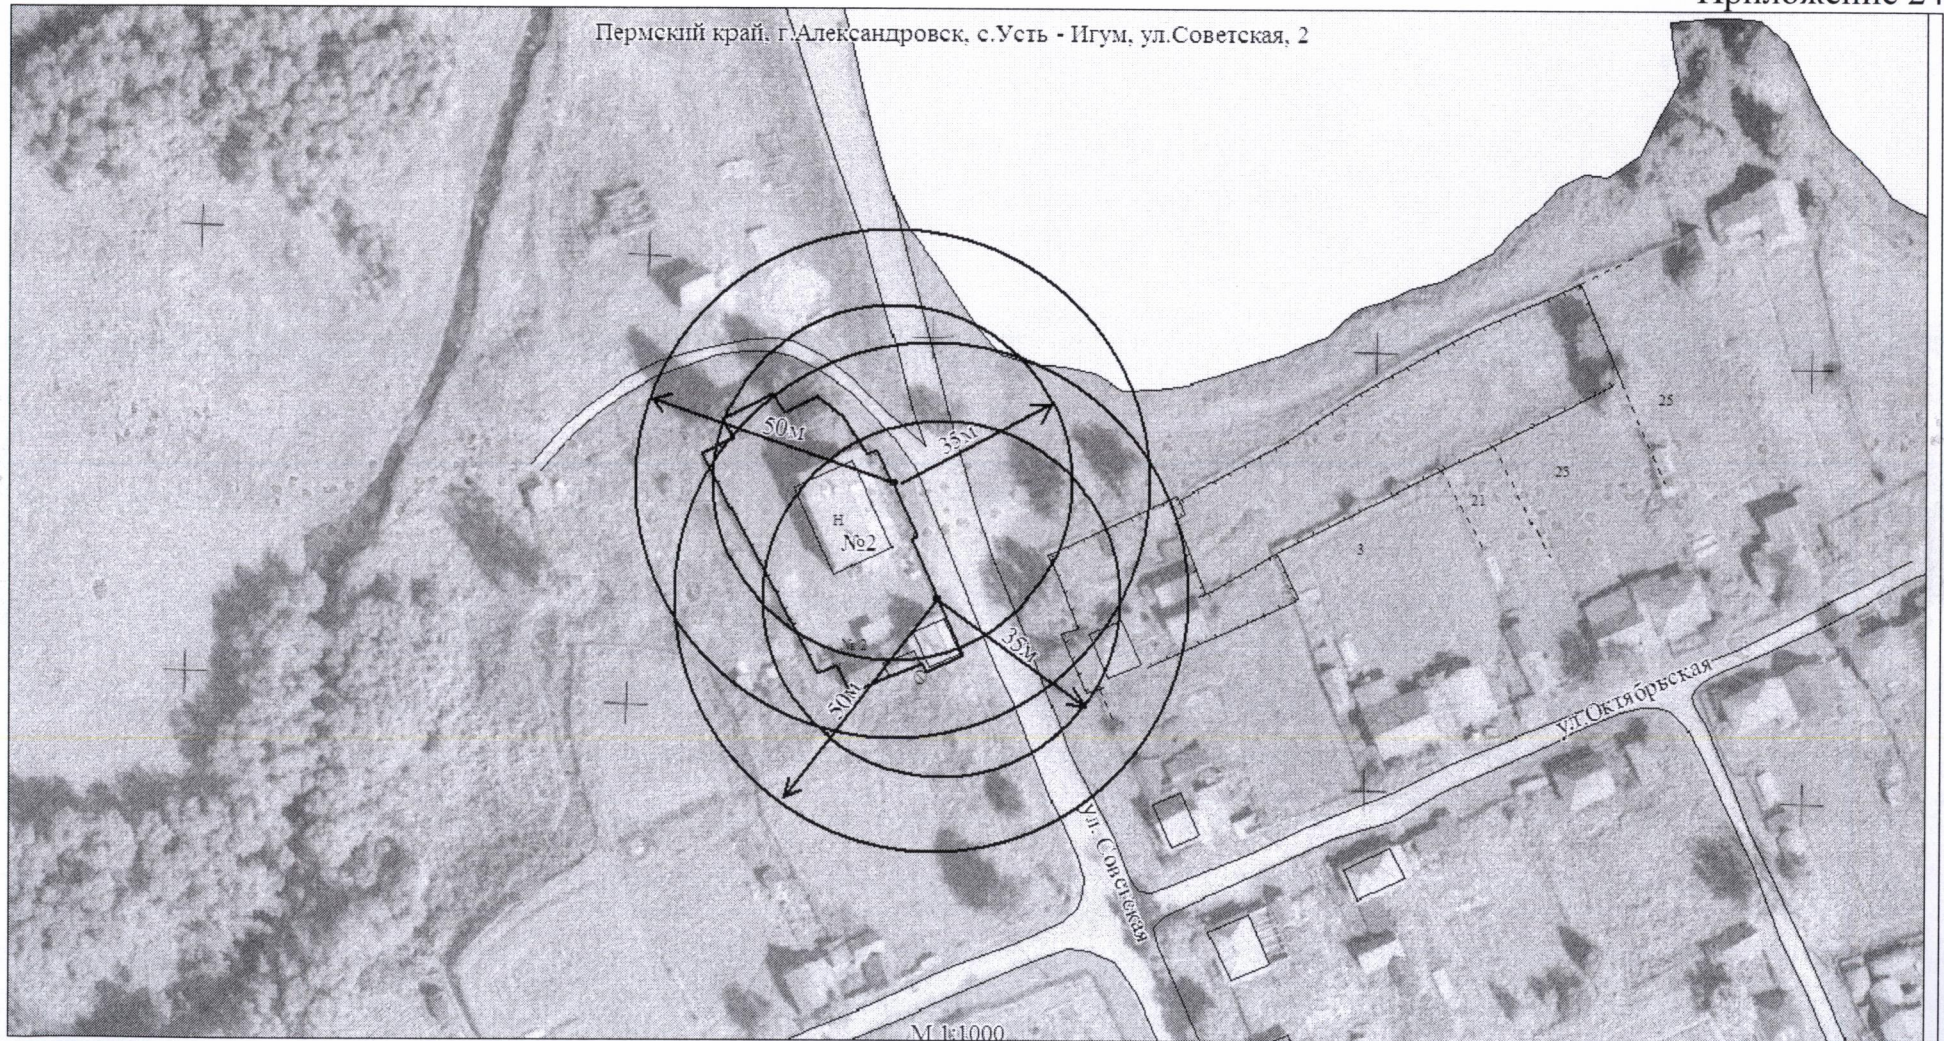 Приложение 24
Пермский край, г.Александровск, с.Усть - Игум, ул.Советская, 2
50м
35м
25
25
21
Н
№2
3
35м
№2
50м
ул.Октябрьская
ул. Советская
М 1:1000